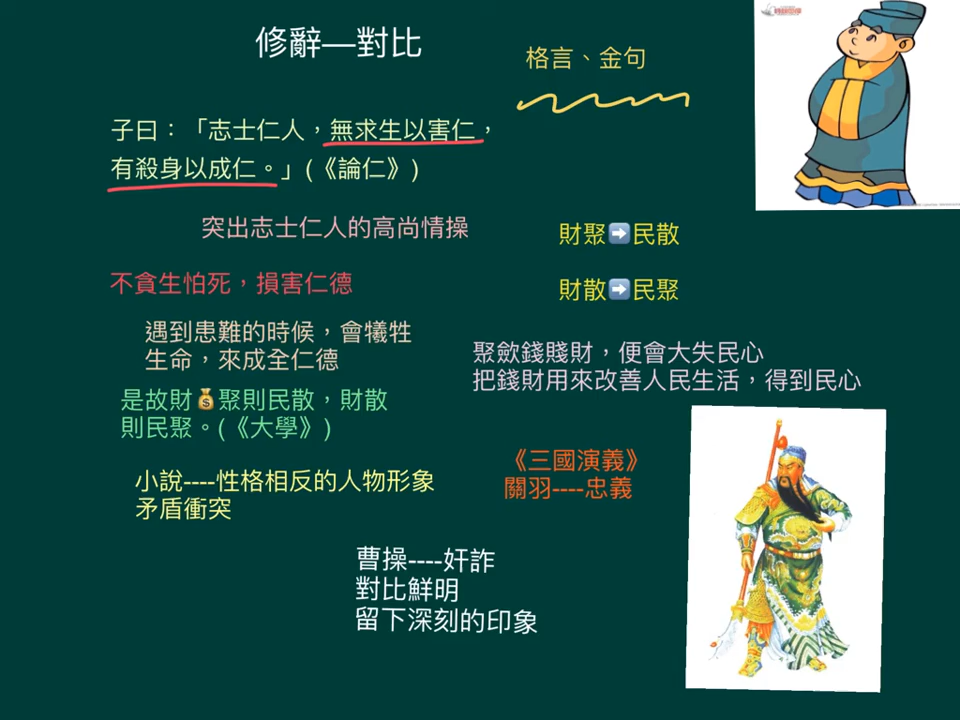 修辭—對比
格言、金句
子曰：「志士仁人，無求生以害仁，
有殺身以成仁。」(《論仁》)
突出志士仁人的高尚情操
財聚➡️民散
不貪生怕死，損害仁德
財散➡️民聚
遇到患難的時候，會犧牲
生命，來成全仁德
聚歛錢賤財，便會大失民心
把錢財用來改善人民生活，得到民心
是故財💰聚則民散，財散
則民聚。(《大學》)
小說----性格相反的人物形象
矛盾衝突
《三國演義》
關羽----忠義
曹操----奸詐
對比鮮明
留下深刻的印象